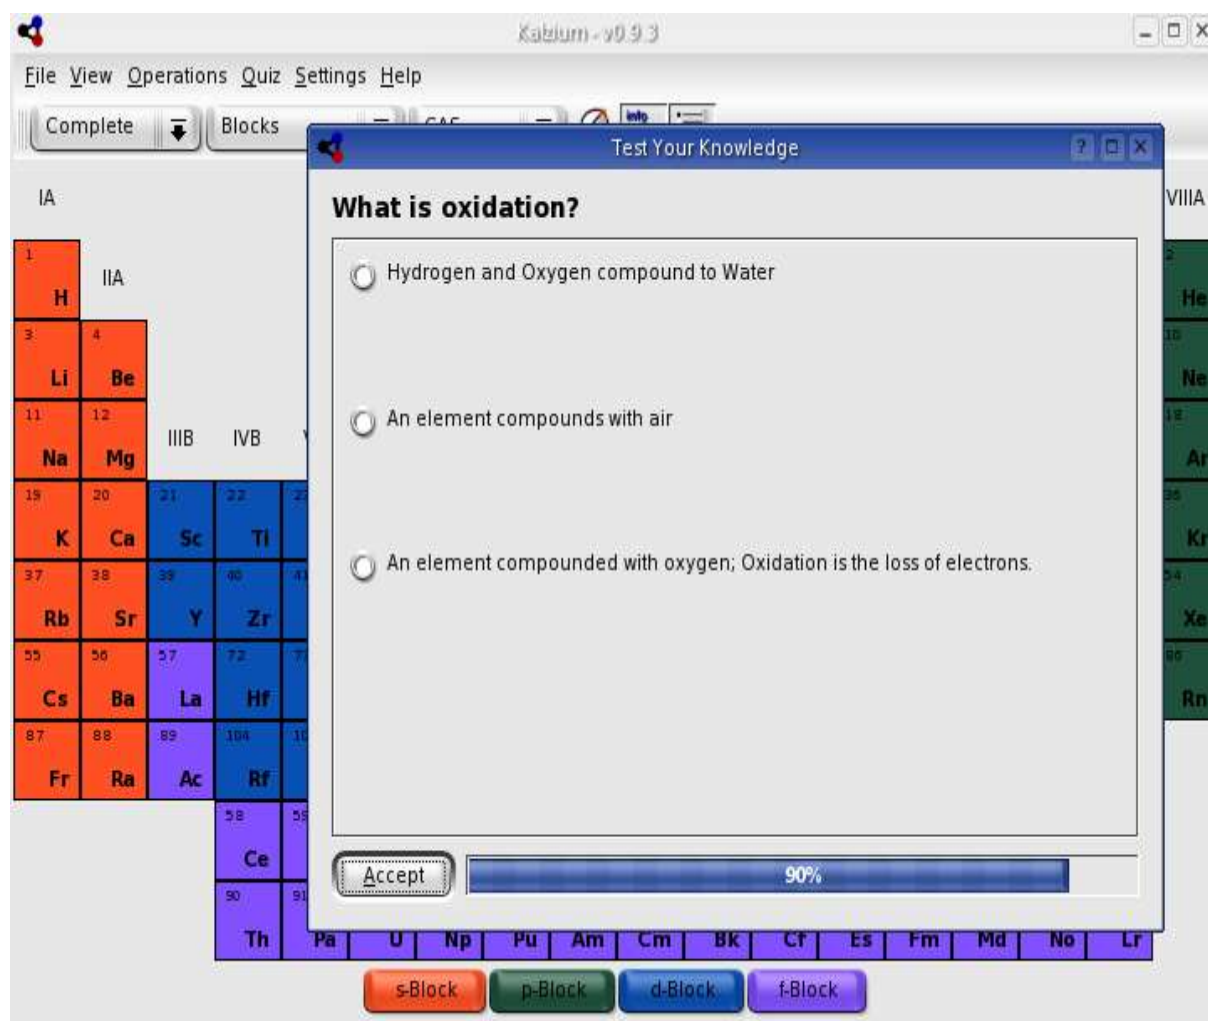 Kalzium - v0.9.3
File View Operations Quiz Settings Help
Complete Blocks
Test Your Knowledge
IA VIIIA
What is oxidation?
Hydrogen and Oxygen compound to Water
1 2
IIA
H He
3 4 10
Li Be Ne
An element compounds with air
11 12 18
IIIB IVB
Na Mg Ar
19 20 21 22 36
K Ca Sc Ti Kr
An element compounded with oxygen; Oxidation is the loss of electrons.
37 38 39 40 41 54
Rb Sr Y Zr Xe
55 56 57 72 86
Cs Ba La Hf Rn
87 88 89 104
Fr Ra Ac Rf
58 59
Ce
Accept 90%
90 91
Th Pa U Np Pu Am Cm Bk Cf Es Fm Md No Lr
s-Block p-Block d-Block f-Block